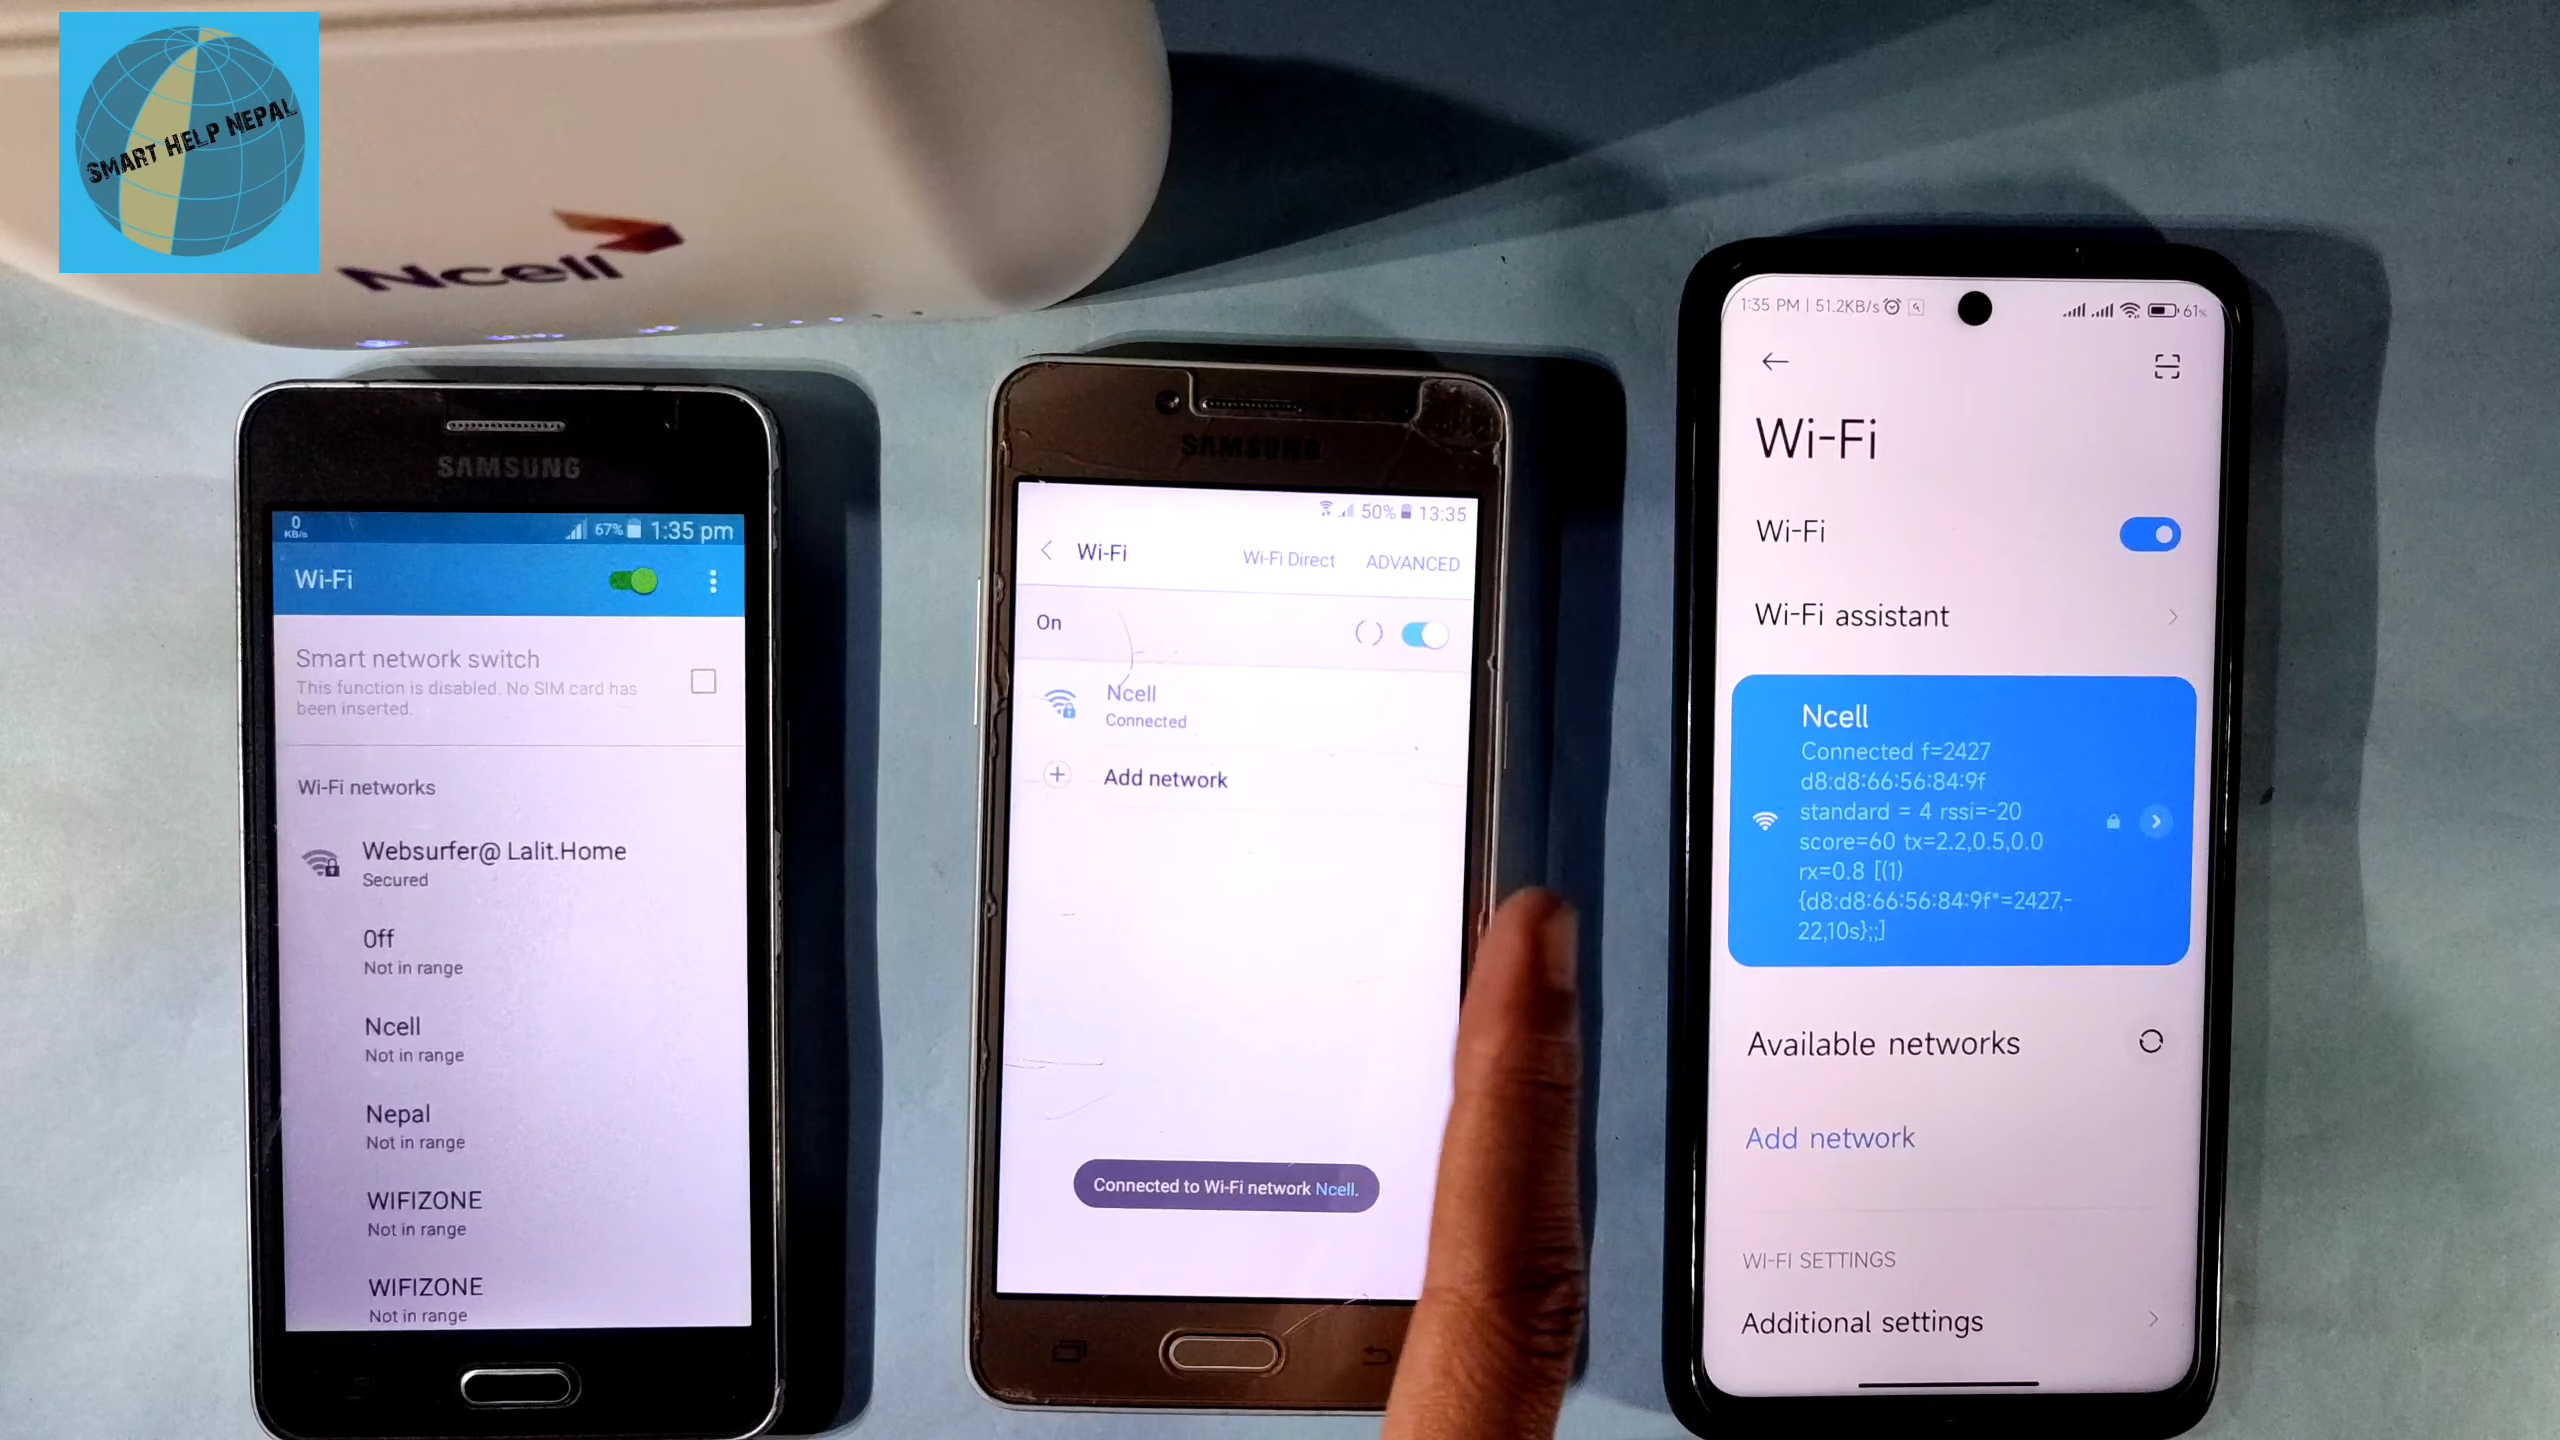 SMART HELP NEPAL
Ncell
SAMSUNG
0
KB/s
67%
1:35 pm
Wi-Fi
Smart network switch
This function is disabled. No SIM card has
been inserted.
Wi-Fi networks
Websurfer@ Lalit.Home
Secured
Off
Not in range
Ncell
Not in range
Nepal
Not in range
WIFIZONE
Not in range
WIFIZONE
Not in range
SAMSUNG
50%
13:35
Wi-Fi
Wi-Fi Direct
ADVANCED
On
Ncell
Connected
Add network
Connected to Wi-Fi network Ncell.
1:35 PM | 51.2KB/s
61%
Wi-Fi
Wi-Fi
Wi-Fi assistant
Ncell
Connected f=2427
d8:d8:66:56:84:9f
standard = 4 rssi=-20
score=60 tx=2.2,0.5,0.0
rx=0.8 [(1)
{d8:d8:66:56:84:9f*=2427,-
22,10s};;]
Available networks
Add network
WI-FI SETTINGS
Additional settings